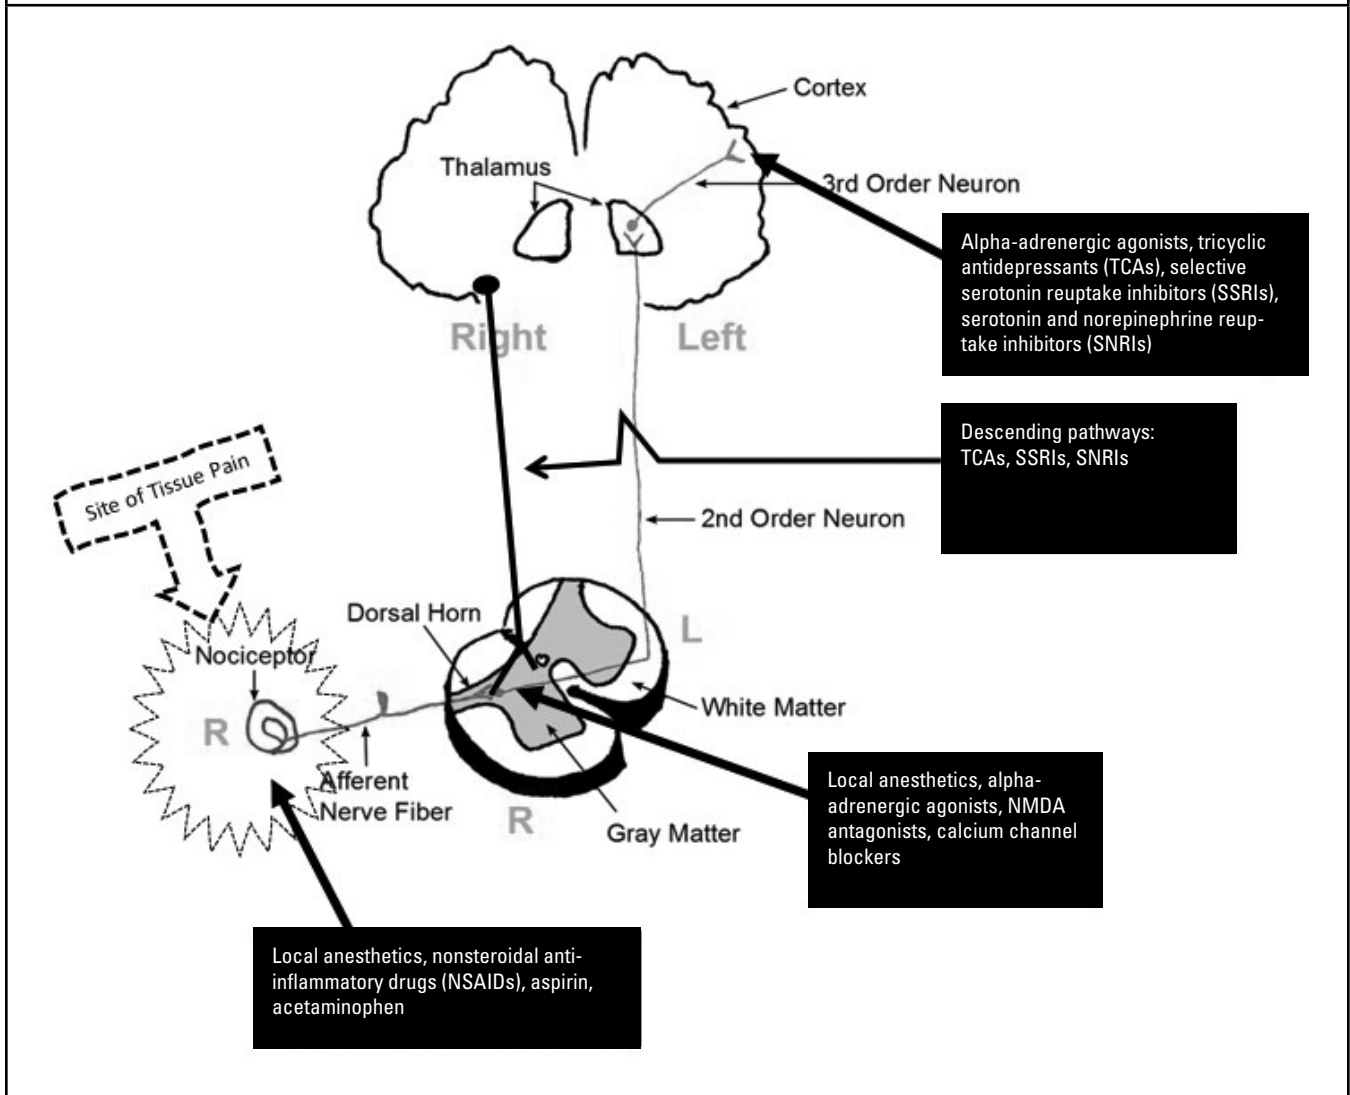 Cortex
Thalamus
3rd Order Neuron
Alpha-adrenergic agonists, tricyclic
antidepressants (TCAs), selective
serotonin reuptake inhibitors (SSRIs),
serotonin and norepinephrine reup-
take inhibitors (SNRIs)
Right
Left
Descending pathways:
TCAs, SSRIs, SNRIs
Site of Tissue Pain
2nd Order Neuron
Dorsal Horn
L
Nociceptor
R
White Matter
Afferent
Nerve Fiber
R
Gray Matter
Local anesthetics, alpha-
adrenergic agonists, NMDA
antagonists, calcium channel
blockers
Local anesthetics, nonsteroidal anti-
inflammatory drugs (NSAIDs), aspirin,
acetaminophen